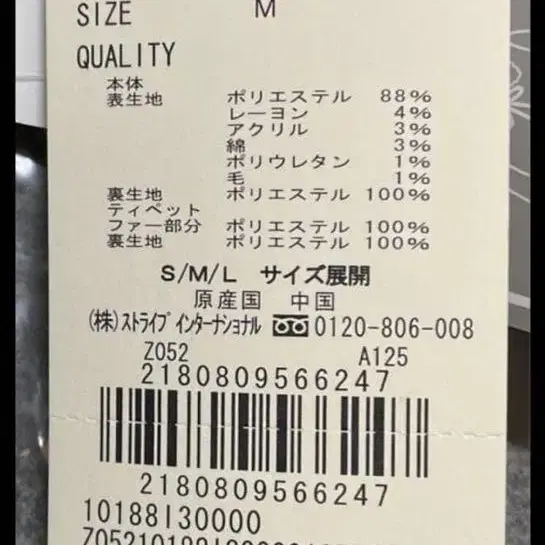 SIZE M
QUALITY
本体
表生地 ポリエステル 88%
レーヨン 4%
アクリル 3%
綿 3%
ポリウレタン 1%
毛 1%
裏生地 ポリエステル 100%
ティペット
ファー部分 ポリエステル 100%
裏生地 ポリエステル 100%
S/M/L サイズ展開
原産国 中国
(株)ストライプインターナショナル 0120-806-008
Z052 A125
2180809566247
2180809566247
10188130000